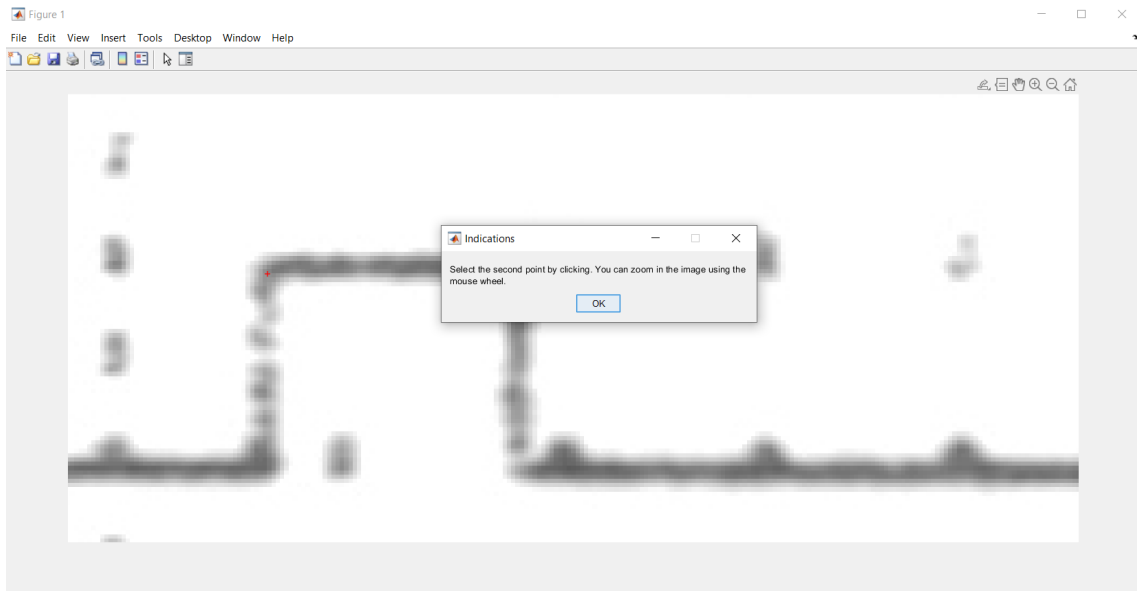 Figure 1
File Edit View Insert Tools Desktop Window Help
Indications
Select the second point by clicking. You can zoom in the image using the
mouse wheel.
OK